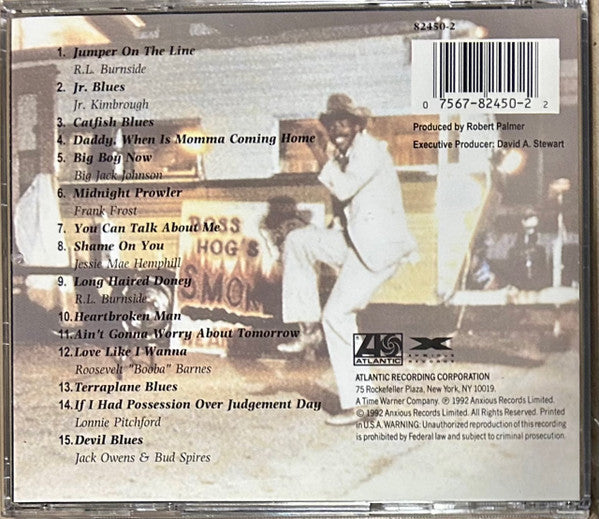 1. Jumper On The Line
R.L. Burnside
2. Jr. Blues
Jr. Kimbrough
3. Catfish Blues
4. Daddy, When Is Momma Coming Home
5. Big Boy Now
Big Jack Johnson
6. Midnight Prowler
Frank Frost
7. You Can Talk About Me
8. Shame On You
Jessie Mae Hemphill
9. Long Haired Doney
R.L. Burnside
10. Heartbroken Man
11. Ain't Gonna Worry About Tomorrow
12. Love Like I Wanna
Roosevelt "Booba" Barnes
13. Terraplane Blues
14. If I Had Possession Over Judgement Day
Lonnie Pitchford
15. Devil Blues
Jack Owens & Bud Spires
82450-2
0 7567-82450-2 2
Produced by Robert Palmer
Executive Producer: David A. Stewart
BOSS
HOG'S
SMO
ATLANTIC
ANXIOUS
RECORDS
ATLANTIC RECORDING CORPORATION
75 Rockefeller Plaza, New York, NY 10019.
A Time Warner Company. ℗ 1992 Anxious Records Limited.
© 1992 Anxious Records Limited. All Rights Reserved. Printed
in U.S.A. WARNING: Unauthorized reproduction of this recording
is prohibited by Federal law and subject to criminal prosecution.